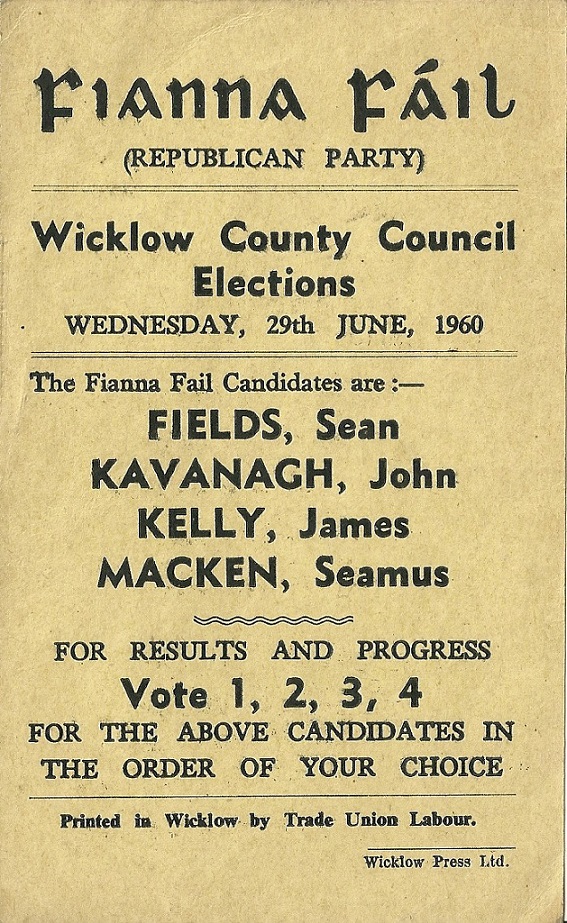 Fianna Fáil
(REPUBLICAN PARTY)
Wicklow County Council
Elections
WEDNESDAY, 29th JUNE, 1960
The Fianna Fail Candidates are :—
FIELDS, Sean
KAVANAGH, John
KELLY, James
MACKEN, Seamus
FOR RESULTS AND PROGRESS
Vote 1, 2, 3, 4
FOR THE ABOVE CANDIDATES IN
THE ORDER OF YOUR CHOICE
Printed in Wicklow by Trade Union Labour.
Wicklow Press Ltd.